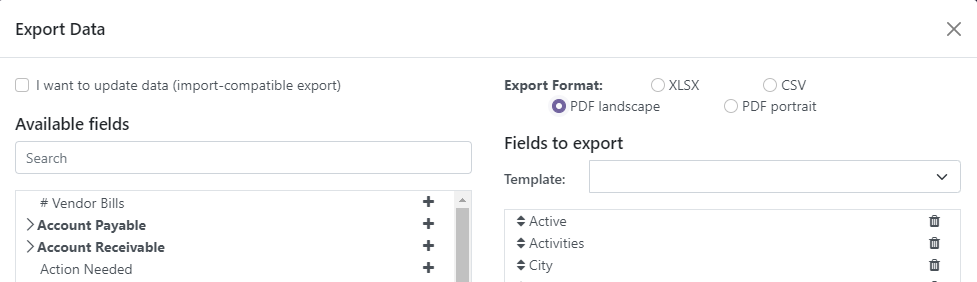 Export Data
I want to update data (import-compatible export)
Available fields
Search
# Vendor Bills
Account Payable
Account Receivable
Action Needed
Export Format: XLSX CSV
PDF landscape PDF portrait
Fields to export
Template:
Active
Activities
City